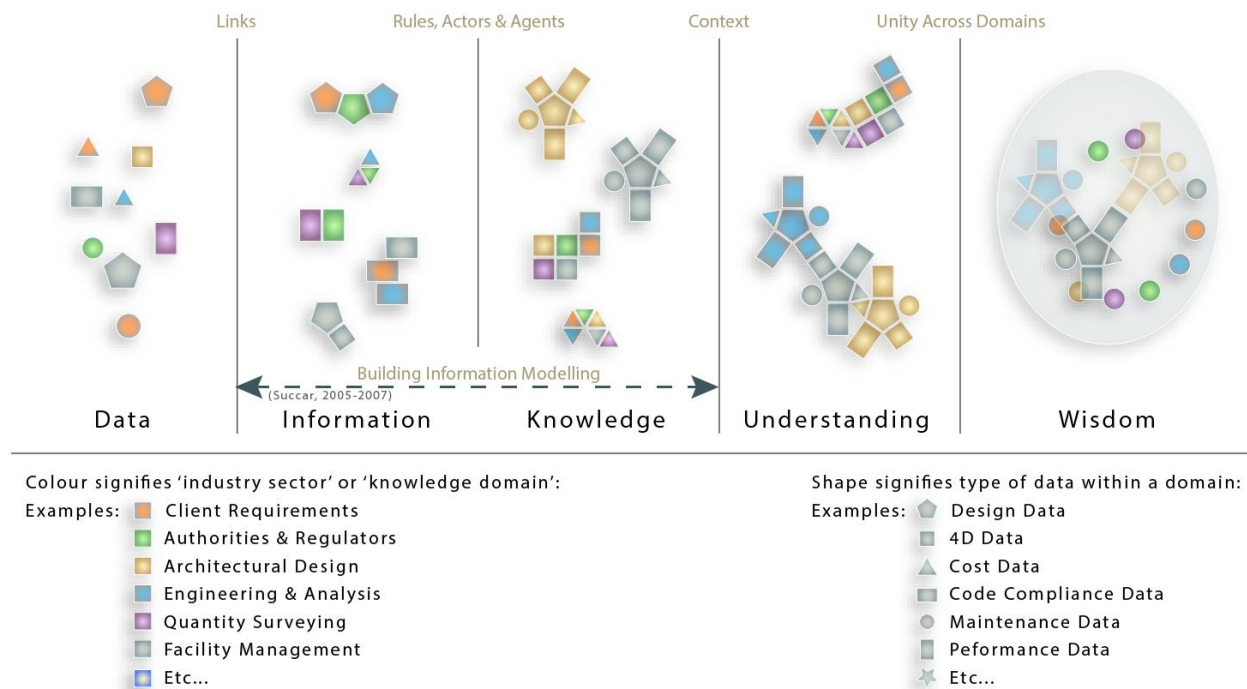 Links
Rules, Actors & Agents
Context
Unity Across Domains
Building Information Modelling
(Succar, 2005-2007)
Data
Information
Knowledge
Understanding
Wisdom
Colour signifies ‘industry sector’ or ‘knowledge domain’:
Examples:
Client Requirements
Authorities & Regulators
Architectural Design
Engineering & Analysis
Quantity Surveying
Facility Management
Etc...
Shape signifies type of data within a domain:
Examples:
Design Data
4D Data
Cost Data
Code Compliance Data
Maintenance Data
Peformance Data
Etc...